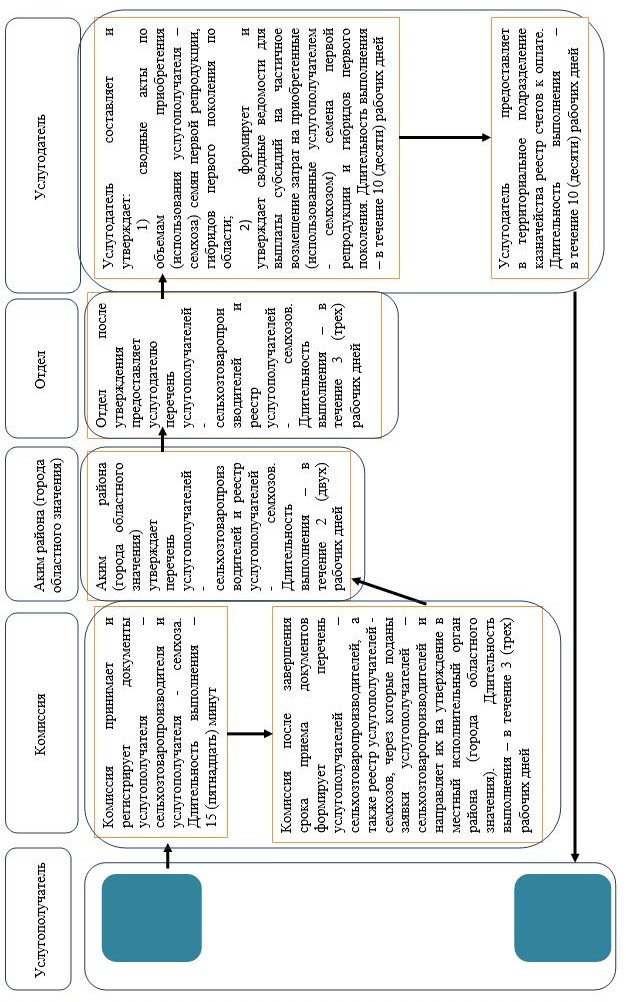 Услугополучатель
Комиссия
Аким района (города
областного значения)
Отдел
Услугодатель
Комиссия принимает и
регистрирует документы
услугополучателя –
сельхозтоваропроизводителя и
услугополучателя - семхоза.
Длительность выполнения –
15 (пятнадцать) минут
Комиссия после завершения
срока приема документов
формирует перечень
услугополучателей –
сельхозтоваропроизводителей, а
также реестр услугополучателей -
семхозов, через которые поданы
заявки услугополучателей –
сельхозтоваропроизводителей и
направляет их на утверждение в
местный исполнительный орган
района (города областного
значения). Длительность
выполнения – в течение 3 (трех)
рабочих дней
Аким района
(города областного
значения)
утверждает
перечень
услугополучателей
- сельхозтоваропроиз
водителей и реестр
услугополучателей
- семхозов.
Длительность
выполнения – в
течение 2 (двух)
рабочих дней
Отдел после
утверждения
предоставляет
услугодателю
перечень
услугополучателей
- сельхозтоваропрои
зводителей и
реестр
услугополучателей
- семхозов.
Длительность
выполнения – в
течение 3 (трех)
рабочих дней
Услугодатель составляет и
утверждает:
1) сводные акты по
объемам приобретения
(использования услугополучателя –
семхоза) семян первой репродукции,
гибридов первого поколения по
области;
2) формирует и
утверждает сводные ведомости для
выплаты субсидий на частичное
возмещение затрат на приобретенные
(использованные услугополучателем
- семхозом) семена первой
репродукции и гибридов первого
поколения. Длительность выполнения
– в течение 10 (десяти) рабочих дней
Услугодатель предоставляет
в территориальное подразделение
казначейства реестр счетов к оплате.
Длительность выполнения –
в течение 10 (десяти) рабочих дней